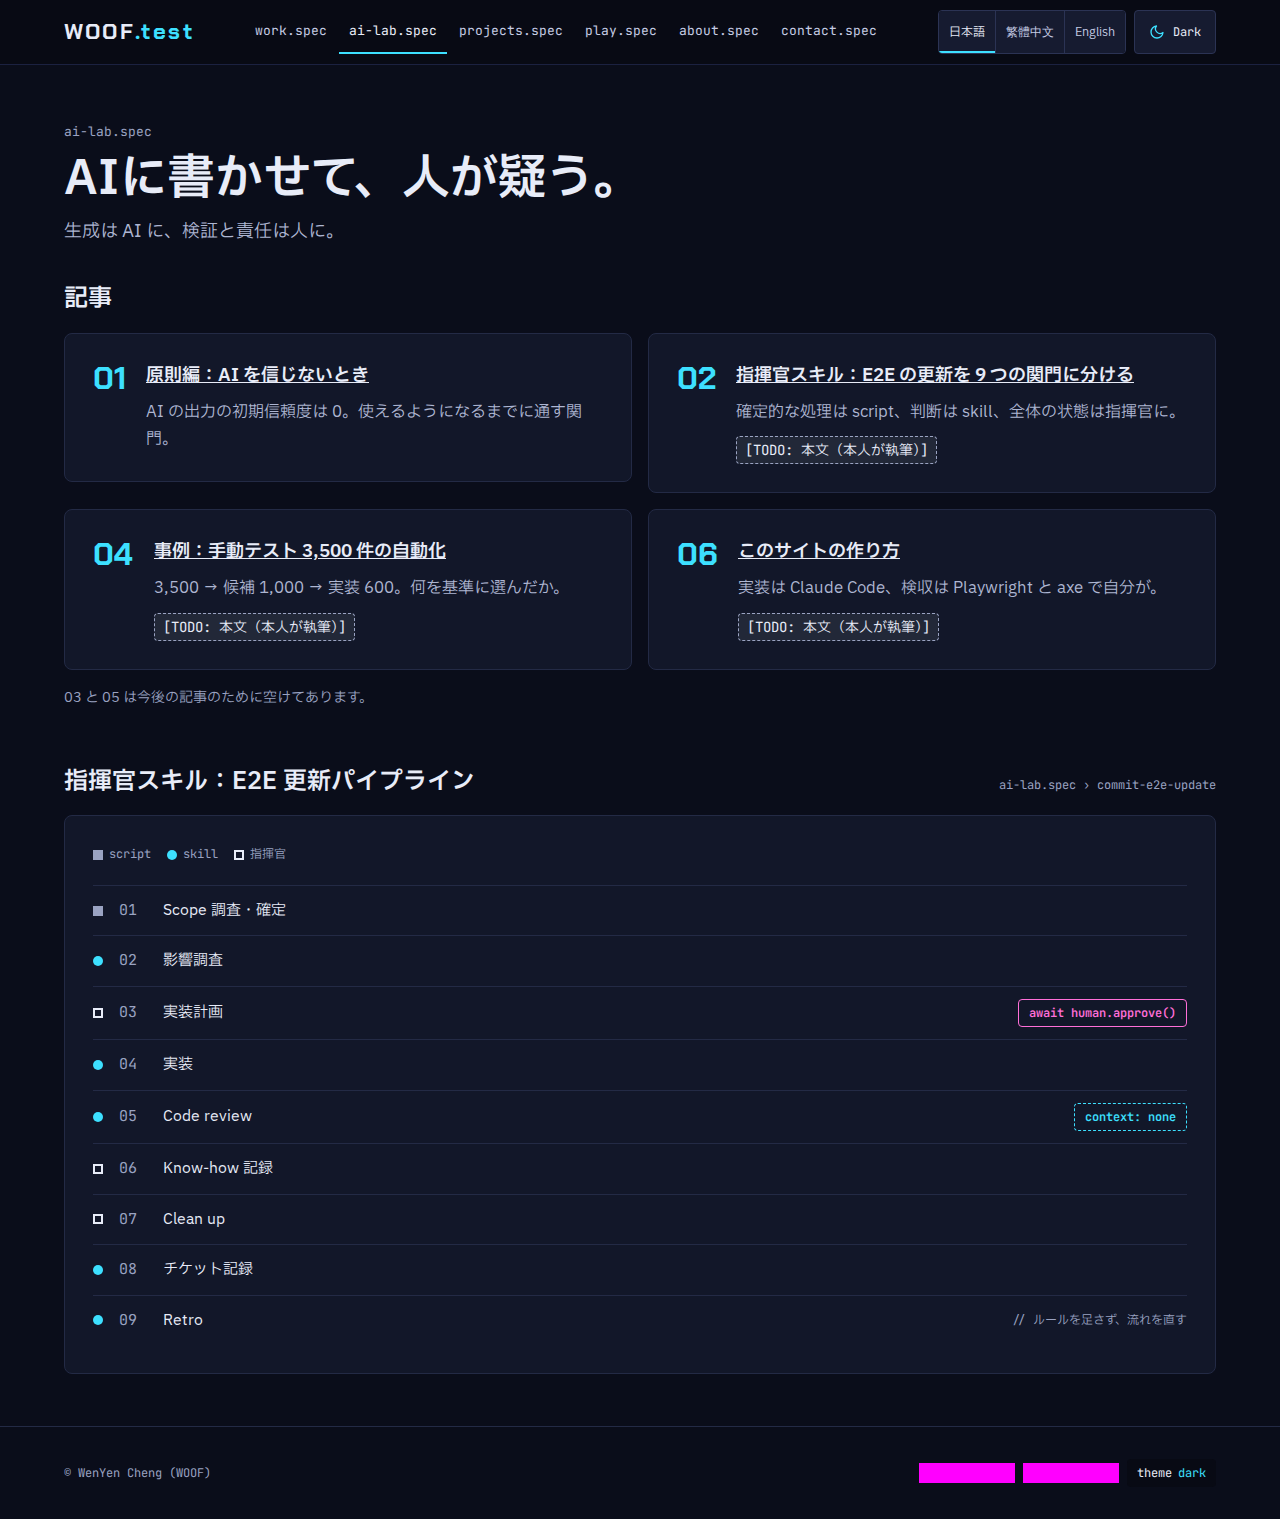 WOOF.test
work.spec
ai-lab.spec
projects.spec
play.spec
about.spec
contact.spec
日本語
繁體中文
English
Dark
ai-lab.spec
AIに書かせて、人が疑う。
生成は AI に、検証と責任は人に。
記事
01
原則編：AI を信じないとき
AI の出力の初期信頼度は 0。使えるようになるまでに通す関
門。
02
指揮官スキル：E2E の更新を 9 つの関門に分ける
確定的な処理は script、判断は skill、全体の状態は指揮官に。
[TODO: 本文（本人が執筆）]
04
事例：手動テスト 3,500 件の自動化
3,500 → 候補 1,000 → 実装 600。何を基準に選んだか。
[TODO: 本文（本人が執筆）]
06
このサイトの作り方
実装は Claude Code、検収は Playwright と axe で自分が。
[TODO: 本文（本人が執筆）]
03 と 05 は今後の記事のために空けてあります。
指揮官スキル：E2E 更新パイプライン
ai-lab.spec › commit-e2e-update
script
skill
指揮官
01 Scope 調査・確定
02 影響調査
03 実装計画
await human.approve()
04 実装
05 Code review
context: none
06 Know-how 記録
07 Clean up
08 チケット記録
09 Retro
// ルールを足さず、流れを直す
© WenYen Cheng (WOOF)
theme dark